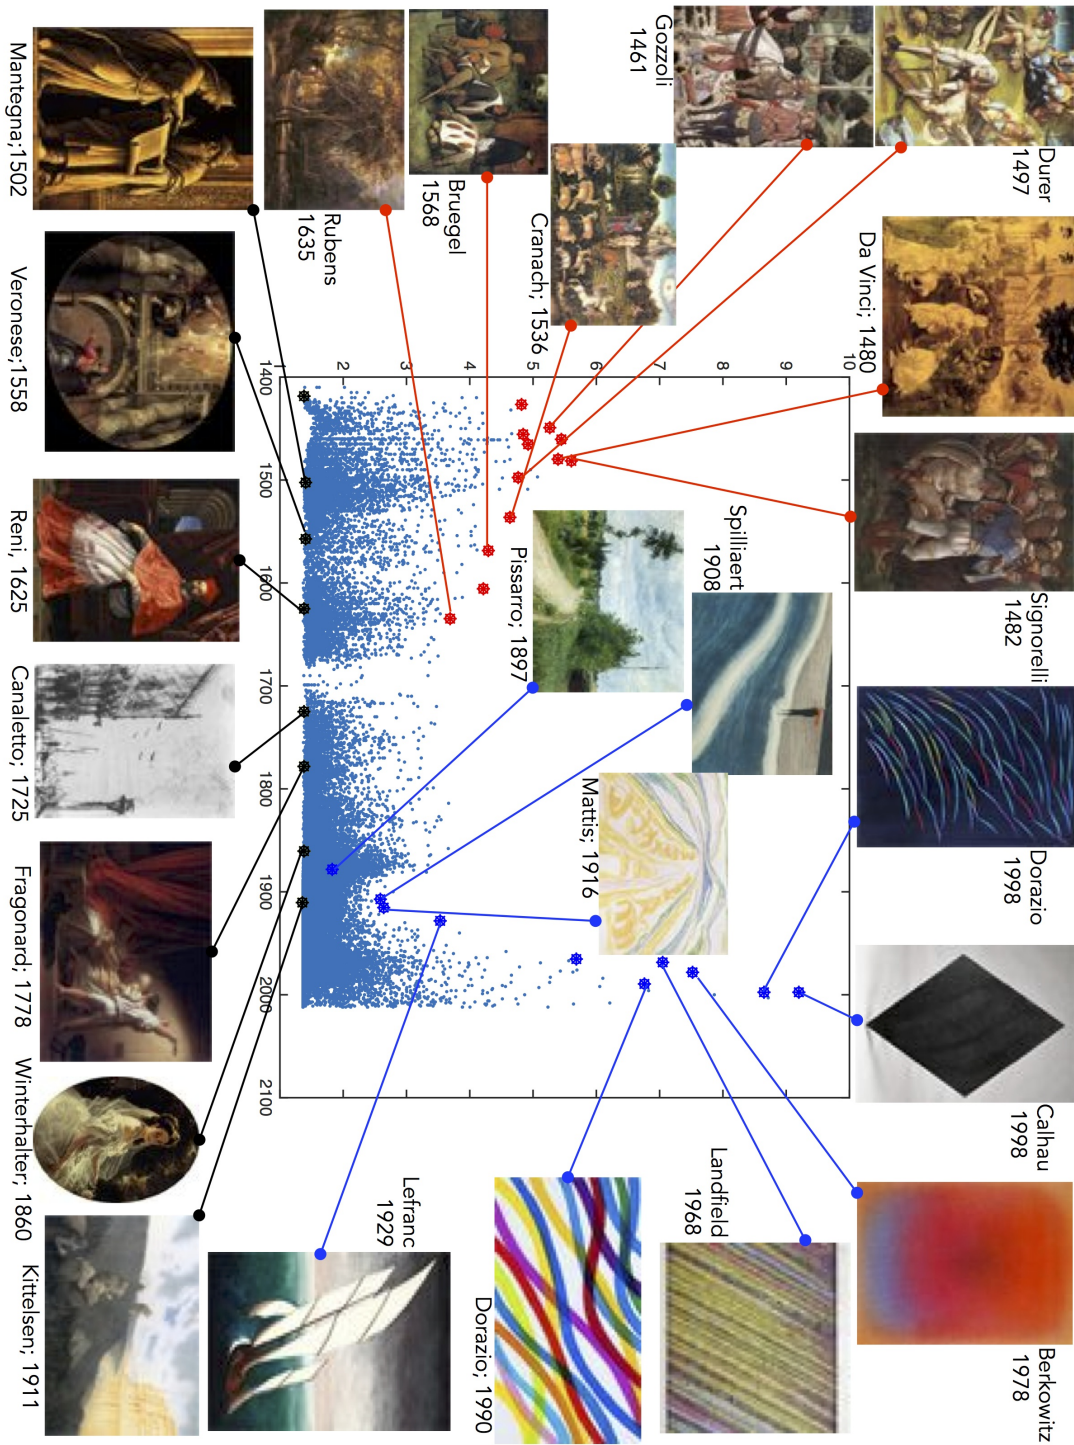 Gozzoli
1461
Durer
1497
Da Vinci; 1480
Signorelli
1482
Dorazio
1998
Calhau
1998
Berkowitz
1978
Bruegel
1568
Cranach; 1536
Rubens
1635
Pissarro; 1897
Spilliaert
1908
Mattis; 1916
Landfield
1968
Dorazio; 1990
Lefranc
1929
10
9
8
7
6
5
4
3
2
1400
1500
1600
1700
1800
1900
2000
2100
Mantegna;1502
Veronese;1558
Reni, 1625
Canaletto; 1725
Fragonard; 1778
Winterhalter; 1860
Kittelsen; 1911